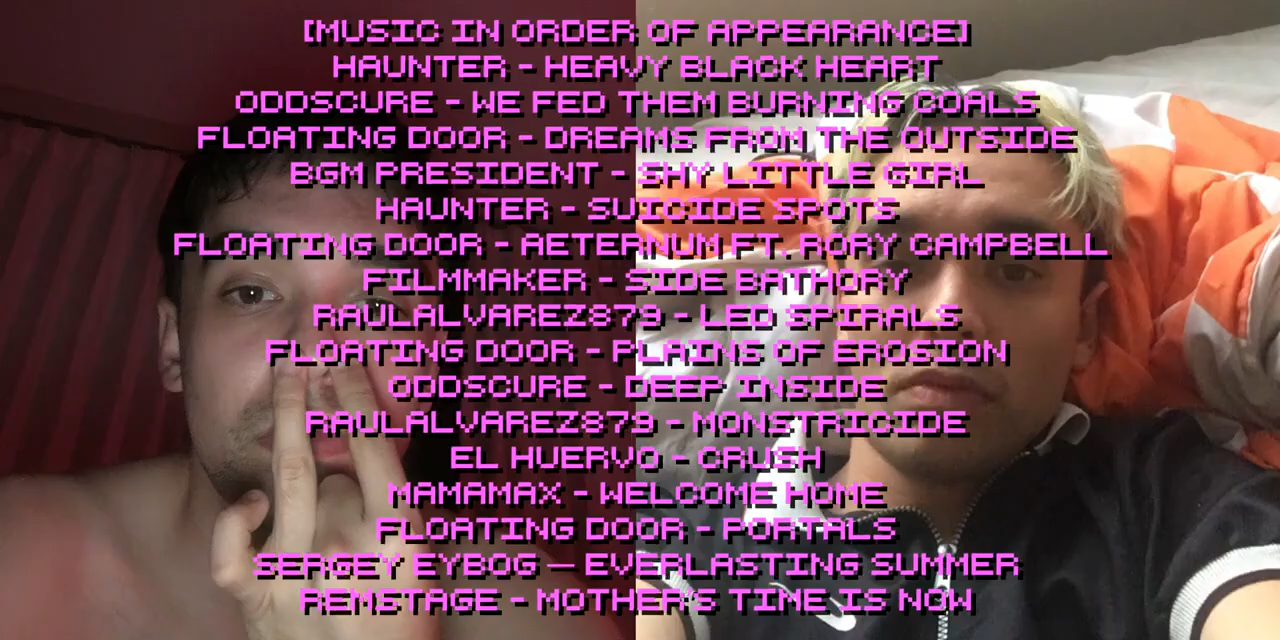 [MUSIC IN ORDER OF APPEARANCE]
HAUNTER - HEAVY BLACK HEART
ODDSCURE - WE FED THEM BURNING COALS
FLOATING DOOR - DREAMS FROM THE OUTSIDE
BGM PRESIDENT - SHY LITTLE GIRL
HAUNTER - SUICIDE SPOTS
FLOATING DOOR - AETERNUM FT. RORY CAMPBELL
FILMMAKER - SIDE BATHORY
RAULALVAREZ879 - LED SPIRALS
FLOATING DOOR - PLAINS OF EROSION
ODDSCURE - DEEP INSIDE
RAULALVAREZ879 - MONSTRICIDE
EL HUERVO - CRUSH
MAMAMAX - WELCOME HOME
FLOATING DOOR - PORTALS
SERGEY EYBOG — EVERLASTING SUMMER
REMSTAGE - MOTHER'S TIME IS NOW